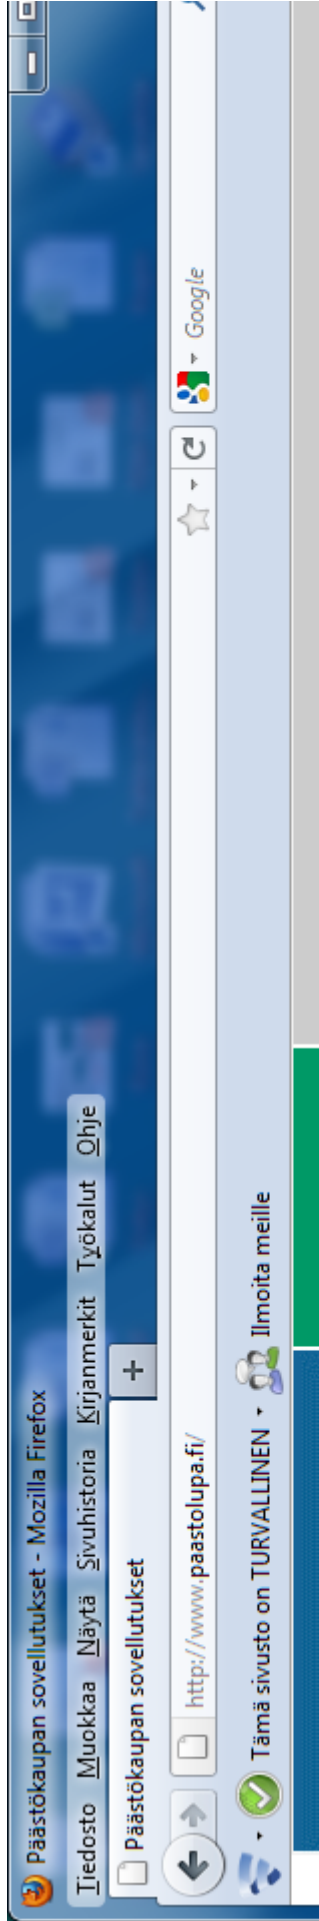 Päästökaupan sovellutukset - Mozilla Firefox
Tiedosto Muokkaa Näytä Sivuhistoria Kirjanmerkit Työkalut Ohje
Päästökaupan sovellutukset
http://www.paastolupa.fi/ Google
Tämä sivusto on TURVALLINEN Ilmoita meille